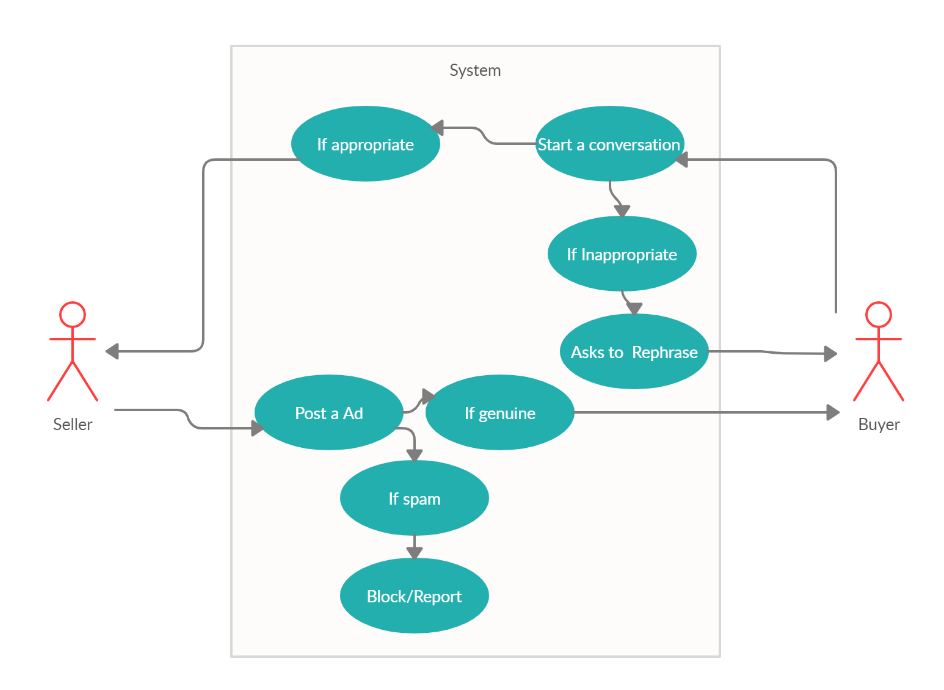 System
If appropriate
Start a conversation
If Inappropriate
Asks to  Rephrase
Seller
Post a Ad
If genuine
Buyer
If spam
Block/Report